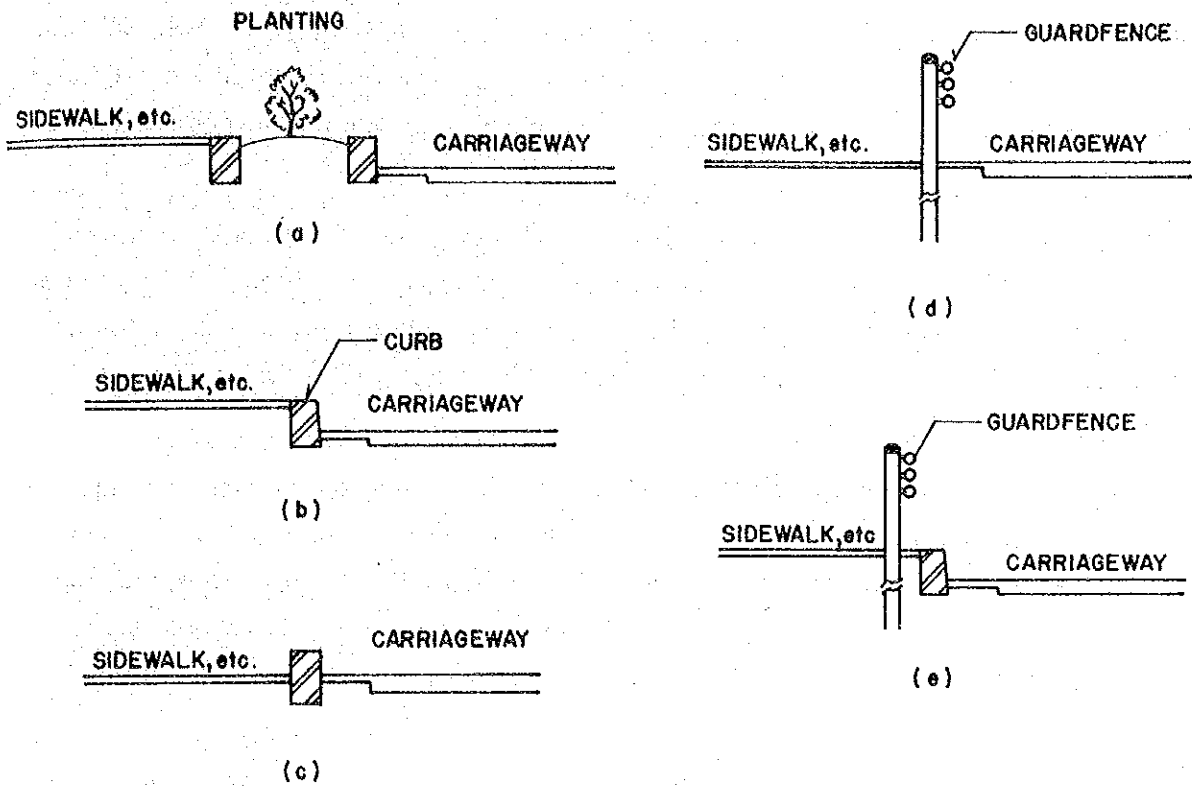 PLANTING
SIDEWALK, etc.
CARRIAGEWAY
(a)
CURB
SIDEWALK, etc.
CARRIAGEWAY
(b)
CARRIAGEWAY
SIDEWALK, etc.
(c)
GUARDFENCE
SIDEWALK, etc.
CARRIAGEWAY
(d)
GUARDFENCE
SIDEWALK, etc
CARRIAGEWAY
(e)